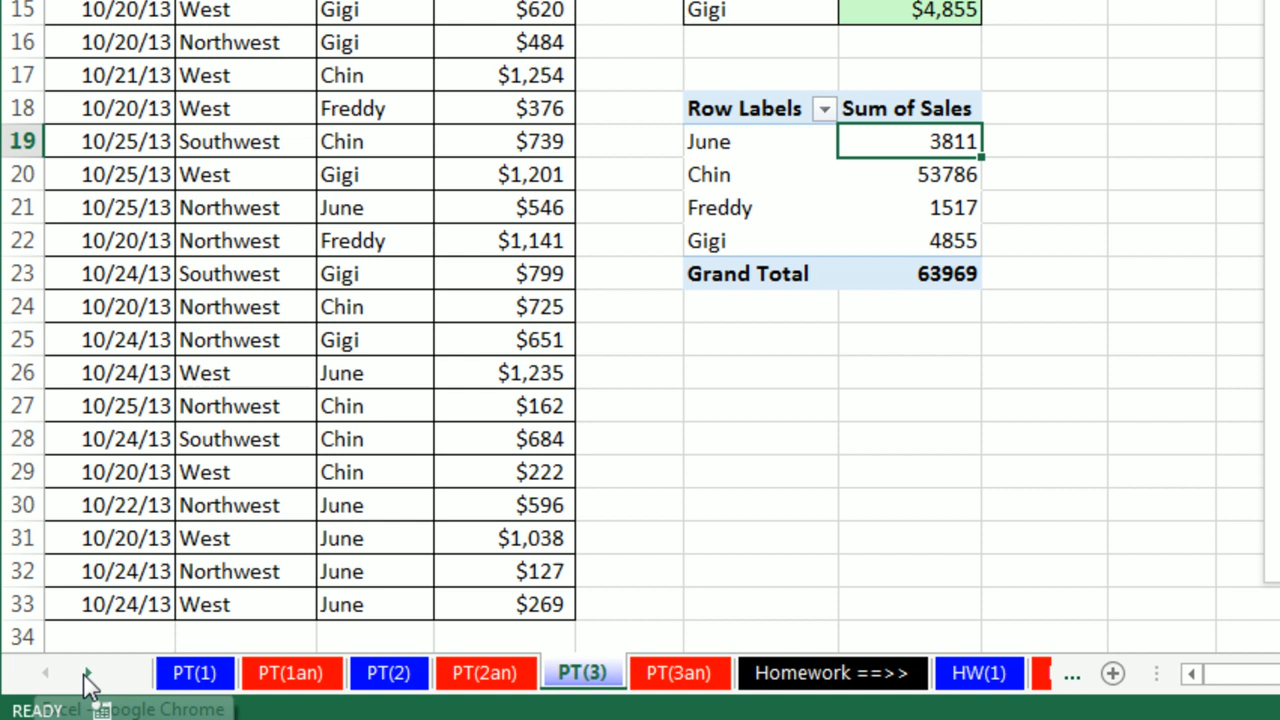 15 10/20/13 West Gigi $620 Gigi $4,855
16 10/20/13 Northwest Gigi $484
17 10/21/13 West Chin $1,254
18 10/20/13 West Freddy $376 Row Labels Sum of Sales
19 10/25/13 Southwest Chin $739 June 3811
20 10/25/13 West Gigi $1,201 Chin 53786
21 10/25/13 Northwest June $546 Freddy 1517
22 10/20/13 Northwest Freddy $1,141 Gigi 4855
23 10/24/13 Southwest Gigi $799 Grand Total 63969
24 10/20/13 Northwest Chin $725
25 10/24/13 Northwest Gigi $651
26 10/24/13 West June $1,235
27 10/25/13 Northwest Chin $162
28 10/24/13 Southwest Chin $684
29 10/20/13 West Chin $222
30 10/22/13 Northwest June $596
31 10/20/13 West June $1,038
32 10/24/13 Northwest June $127
33 10/24/13 West June $269
34
PT(1) PT(1an) PT(2) PT(2an) PT(3) PT(3an) Homework ==>> HW(1) ...
READY Google Chrome